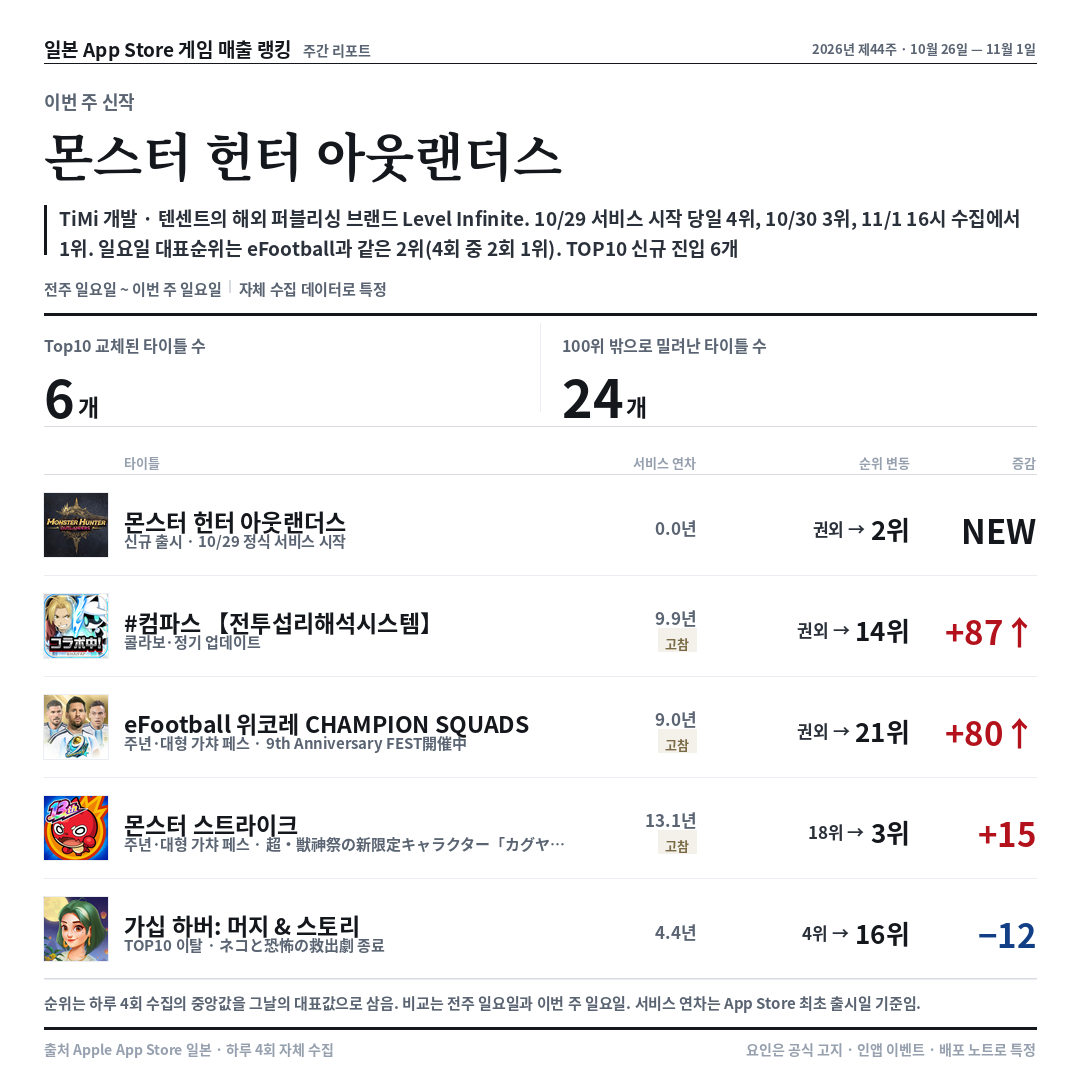 일본 App Store 게임 매출 랭킹 주간 리포트
2026년 제44주 · 10월 26일 — 11월 1일
이번 주 신작
몬스터 헌터 아웃랜더스
TiMi 개발 · 텐센트의 해외 퍼블리싱 브랜드 Level Infinite. 10/29 서비스 시작 당일 4위, 10/30 3위, 11/1 16시 수집에서
1위. 일요일 대표순위는 eFootball과 같은 2위(4회 중 2회 1위). TOP10 신규 진입 6개
전주 일요일 ~ 이번 주 일요일 | 자체 수집 데이터로 특정
Top10 교체된 타이틀 수
6개
100위 밖으로 밀려난 타이틀 수
24개
타이틀 서비스 연차 순위 변동 증감
MONSTER HUNTER
OUTLANDERS
몬스터 헌터 아웃랜더스
신규 출시 · 10/29 정식 서비스 시작
0.0년
권외 → 2위
NEW
コラボ中!
#컴파스 【전투섭리해석시스템】
콜라보·정기 업데이트
9.9년
고참
권외 → 14위
+87↑
eFootball 위코레 CHAMPION SQUADS
주년·대형 가챠 페스 · 9th Anniversary FEST開催中
9.0년
고참
권외 → 21위
+80↑
13th
몬스터 스트라이크
주년·대형 가챠 페스 · 超・獣神祭の新限定キャラクター「カグヤ…
13.1년
고참
18위 → 3위
+15
가십 하버: 머지 & 스토리
TOP10 이탈 · ネコと恐怖の救出劇 종료
4.4년
4위 → 16위
−12
순위는 하루 4회 수집의 중앙값을 그날의 대표값으로 삼음. 비교는 전주 일요일과 이번 주 일요일. 서비스 연차는 App Store 최초 출시일 기준임.
출처 Apple App Store 일본 · 하루 4회 자체 수집
요인은 공식 고지 · 인앱 이벤트 · 배포 노트로 특정